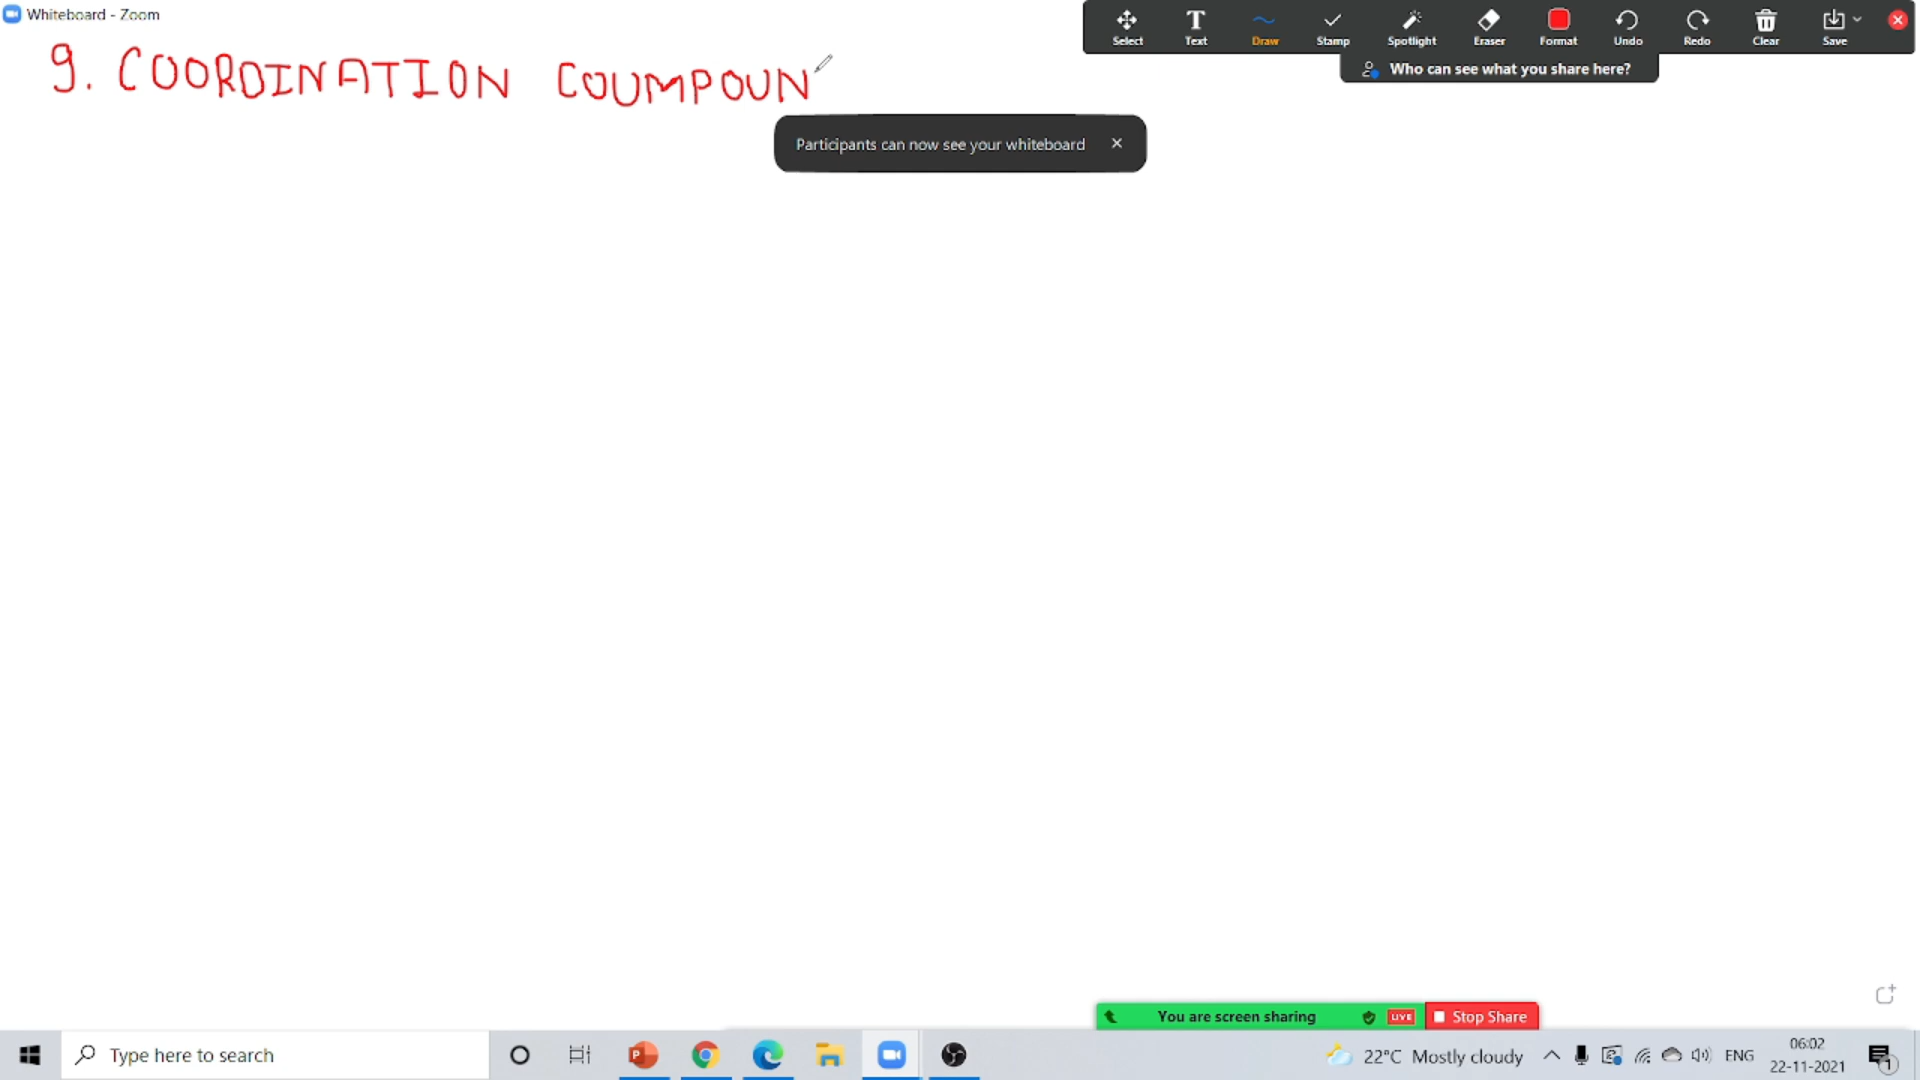 Whiteboard - Zoom
Select Text Draw Stamp Spotlight Eraser Format Undo Redo Clear Save
Who can see what you share here?
9. COORDINATION COUMPOUN
Participants can now see your whiteboard
You are screen sharing LIVE Stop Share
Type here to search
22°C Mostly cloudy
ENG
06:02
22-11-2021
1